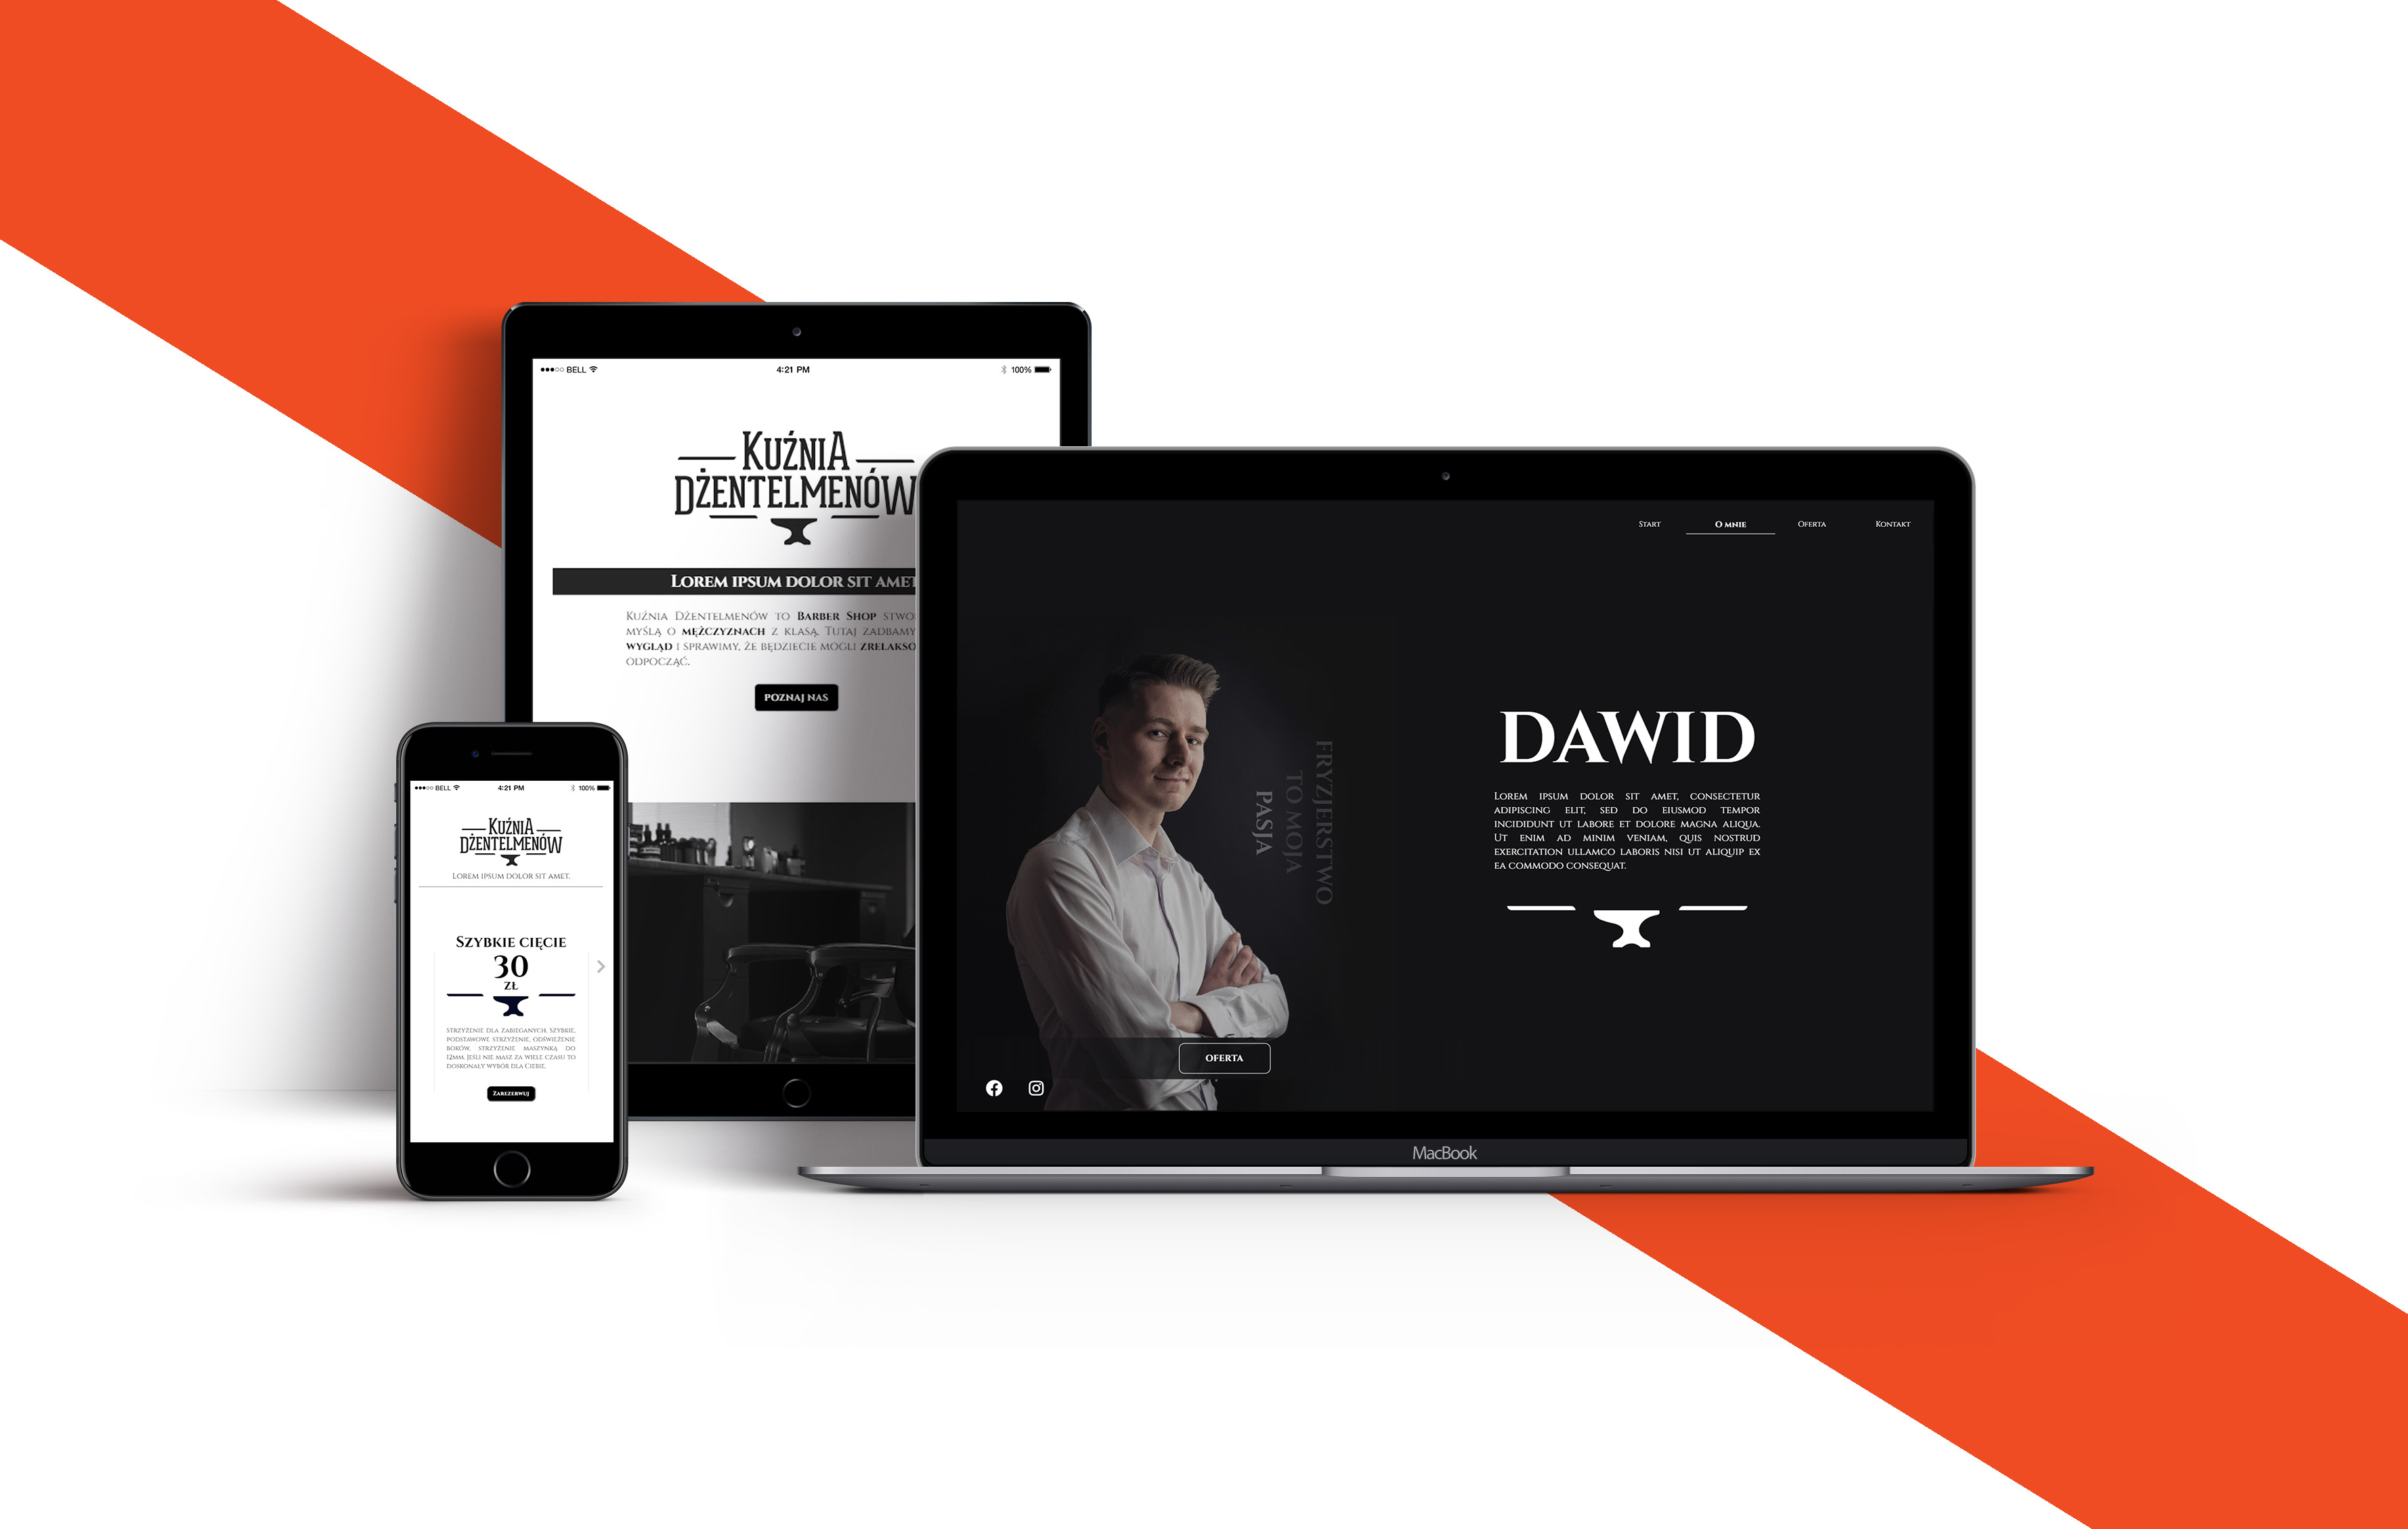 BELL 4:21 PM 100%
KUŹNIA
DŻENTELMENÓW
LOREM IPSUM DOLOR SIT AMET
KUŹNIA DŻENTELMENÓW TO BARBER SHOP
MYŚLĄ O MĘŻCZYZNACH Z KLASĄ. TUTAJ ZADBAMY
WYGLĄD I SPRAWIMY, ŻE BĘDZIECIE MOGLI
ODPOCZĄĆ.
POZNAJ NAS
BELL 4:21 PM 100%
KUŹNIA
DŻENTELMENÓW
LOREM IPSUM DOLOR SIT AMET.
SZYBKIE CIĘCIE
30
ZŁ
STRZYŻENIE DLA ZABIEGANYCH. SZYBKIE,
PODSTAWOWE, STRZYŻENIE, ODŚWIEŻENIE
BOKÓW, STRZYŻENIE MASZYNKĄ DO
12MM. JEŚLI NIE MASZ ZA WIELE CZASU TO
DOSKONAŁY WYBÓR DLA CIEBIE.
ZAREZERWUJ
START O MNIE OFERTA KONTAKT
FRYZJERSTWO
TO MOJA
PASJA
DAWID
LOREM IPSUM DOLOR SIT AMET, CONSECTETUR
ADIPISCING ELIT, SED DO EIUSMOD TEMPOR
INCIDIDUNT UT LABORE ET DOLORE MAGNA ALIQUA.
UT ENIM AD MINIM VENIAM, QUIS NOSTRUD
EXERCITATION ULLAMCO LABORIS NISI UT ALIQUIP EX
EA COMMODO CONSEQUAT.
OFERTA
MacBook